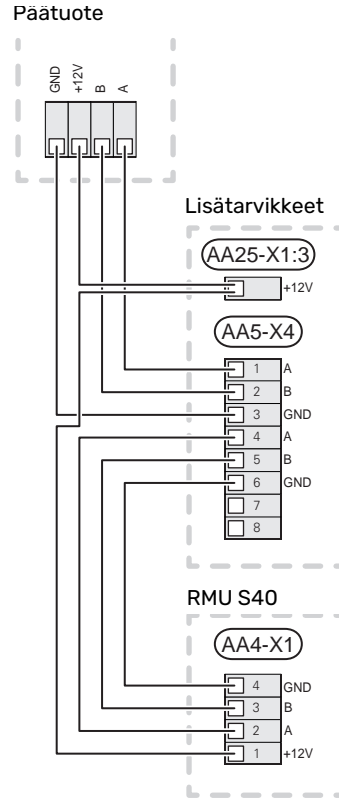 Päätuote
GND
+12V
B
A
Lisätarvikkeet
AA25-X1:3
+12V
AA5-X4
1 A
2 B
3 GND
4 A
5 B
6 GND
7
8
RMU S40
AA4-X1
4 GND
3 B
2 A
1 +12V